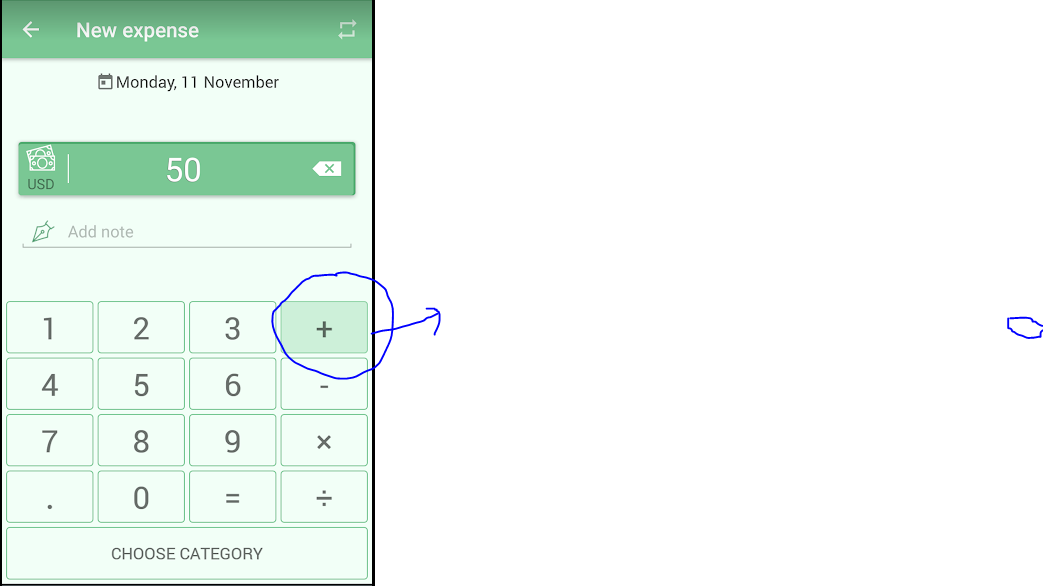 New expense
Monday, 11 November
USD
50
Add note
1 2 3 +
4 5 6 -
7 8 9 ×
. 0 = ÷
CHOOSE CATEGORY